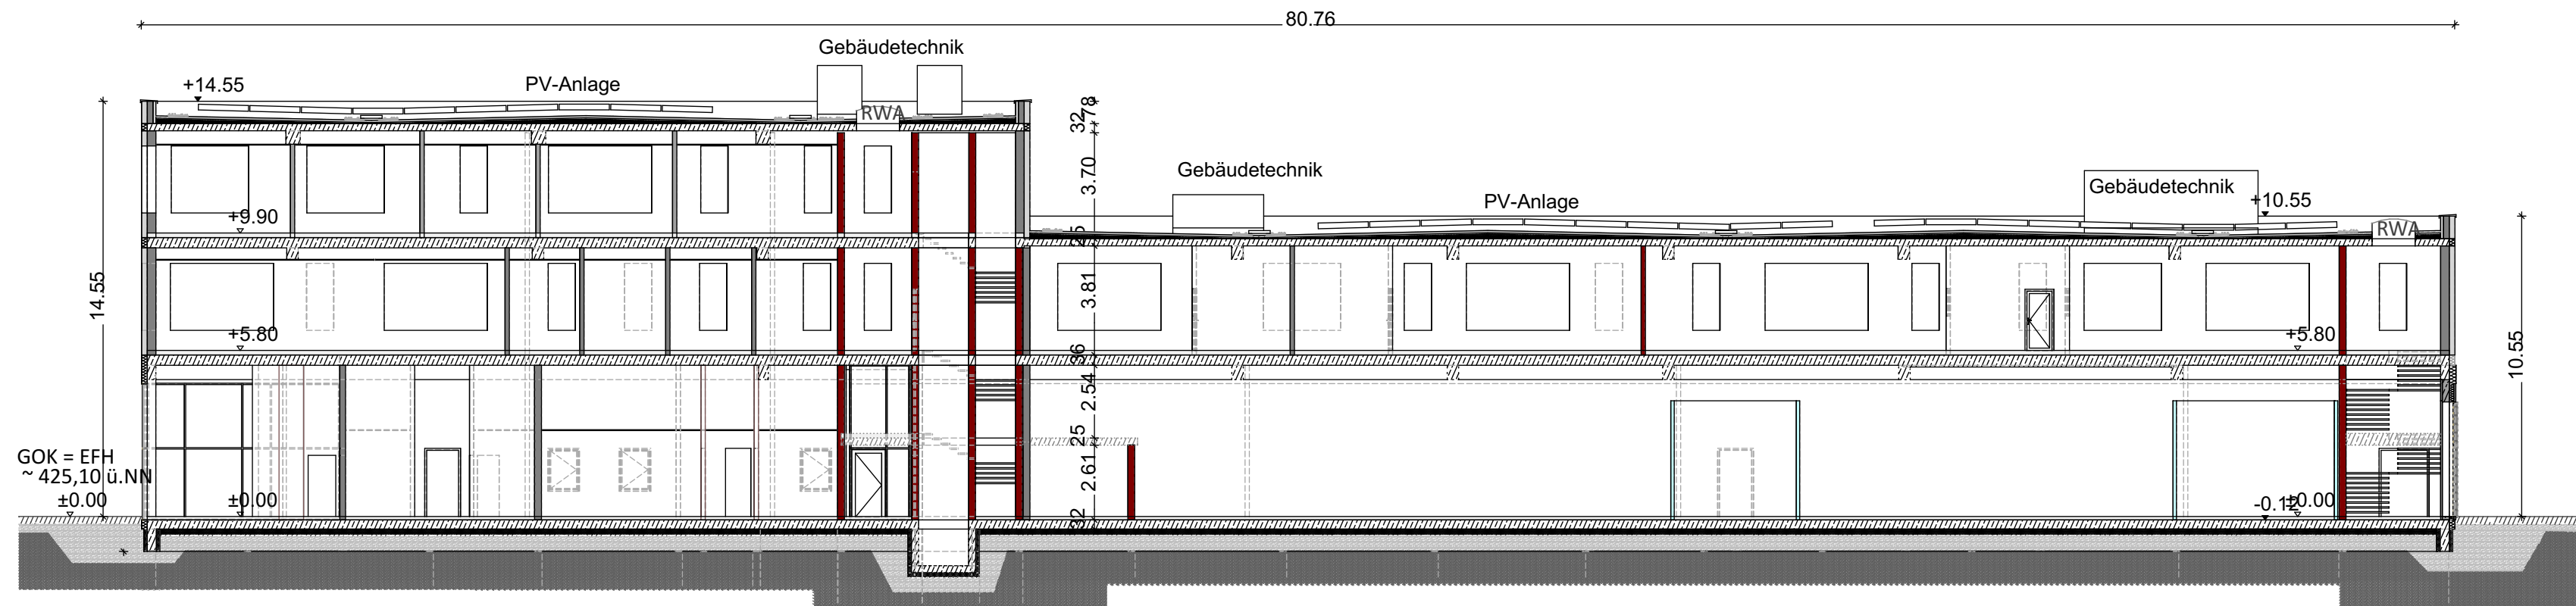 80.76
Gebäudetechnik
+14.55
PV-Anlage
RWA
78
32
3.70
Gebäudetechnik
PV-Anlage
Gebäudetechnik
+10.55
RWA
+9.90
25
14.55
3.81
+5.80
+5.80
36
10.55
2.54
25
GOK = EFH
~ 425,10 ü.NN
2.61
±0.00
±0.00
32
-0.12
±0.00